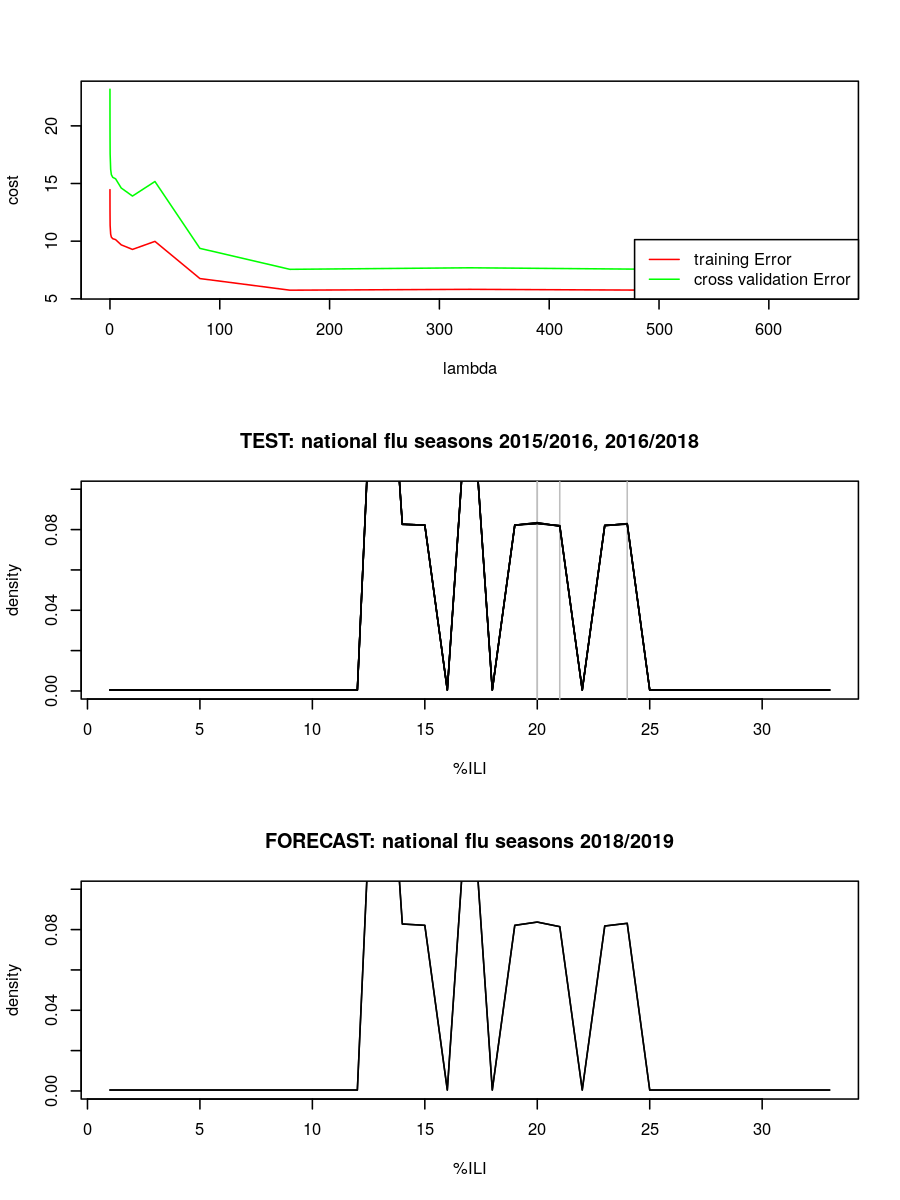 20
15
10
5
cost
training Error
cross validation Error
0 100 200 300 400 500 600
lambda
TEST: national flu seasons 2015/2016, 2016/2018
0.08
0.04
0.00
density
0 5 10 15 20 25 30
%ILI
FORECAST: national flu seasons 2018/2019
0.08
0.04
0.00
density
0 5 10 15 20 25 30
%ILI